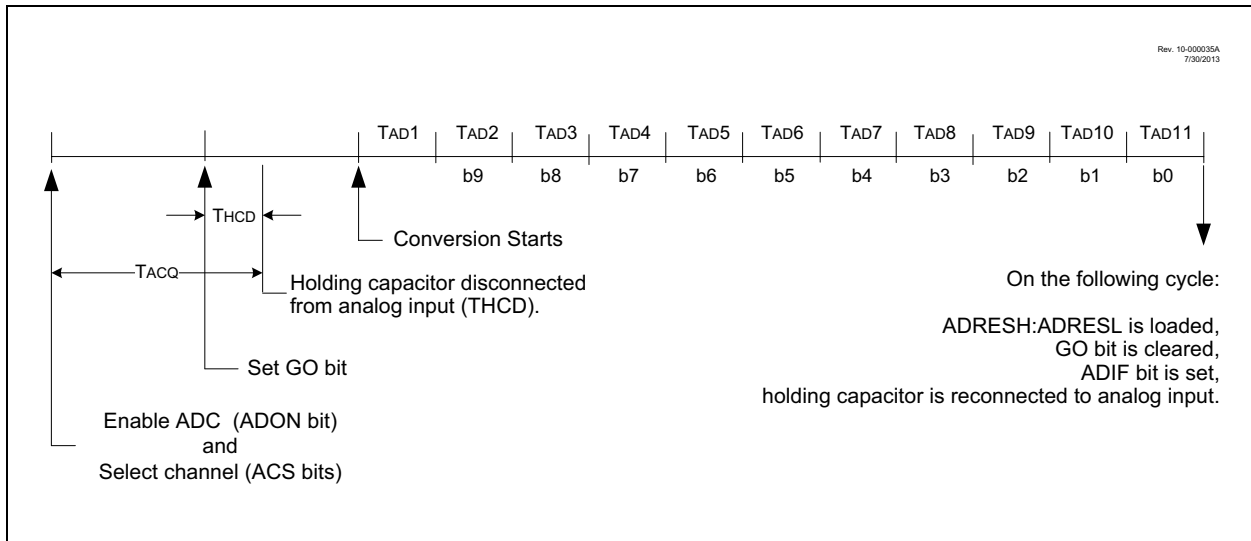 Rev. 10-000035A
7/30/2013
TAD1 TAD2 TAD3 TAD4 TAD5 TAD6 TAD7 TAD8 TAD9 TAD10 TAD11
b9 b8 b7 b6 b5 b4 b3 b2 b1 b0
THCD
Conversion Starts
TACQ
Holding capacitor disconnected
from analog input (THCD).
Set GO bit
Enable ADC (ADON bit)
and
Select channel (ACS bits)
On the following cycle:
ADRESH:ADRESL is loaded,
GO bit is cleared,
ADIF bit is set,
holding capacitor is reconnected to analog input.